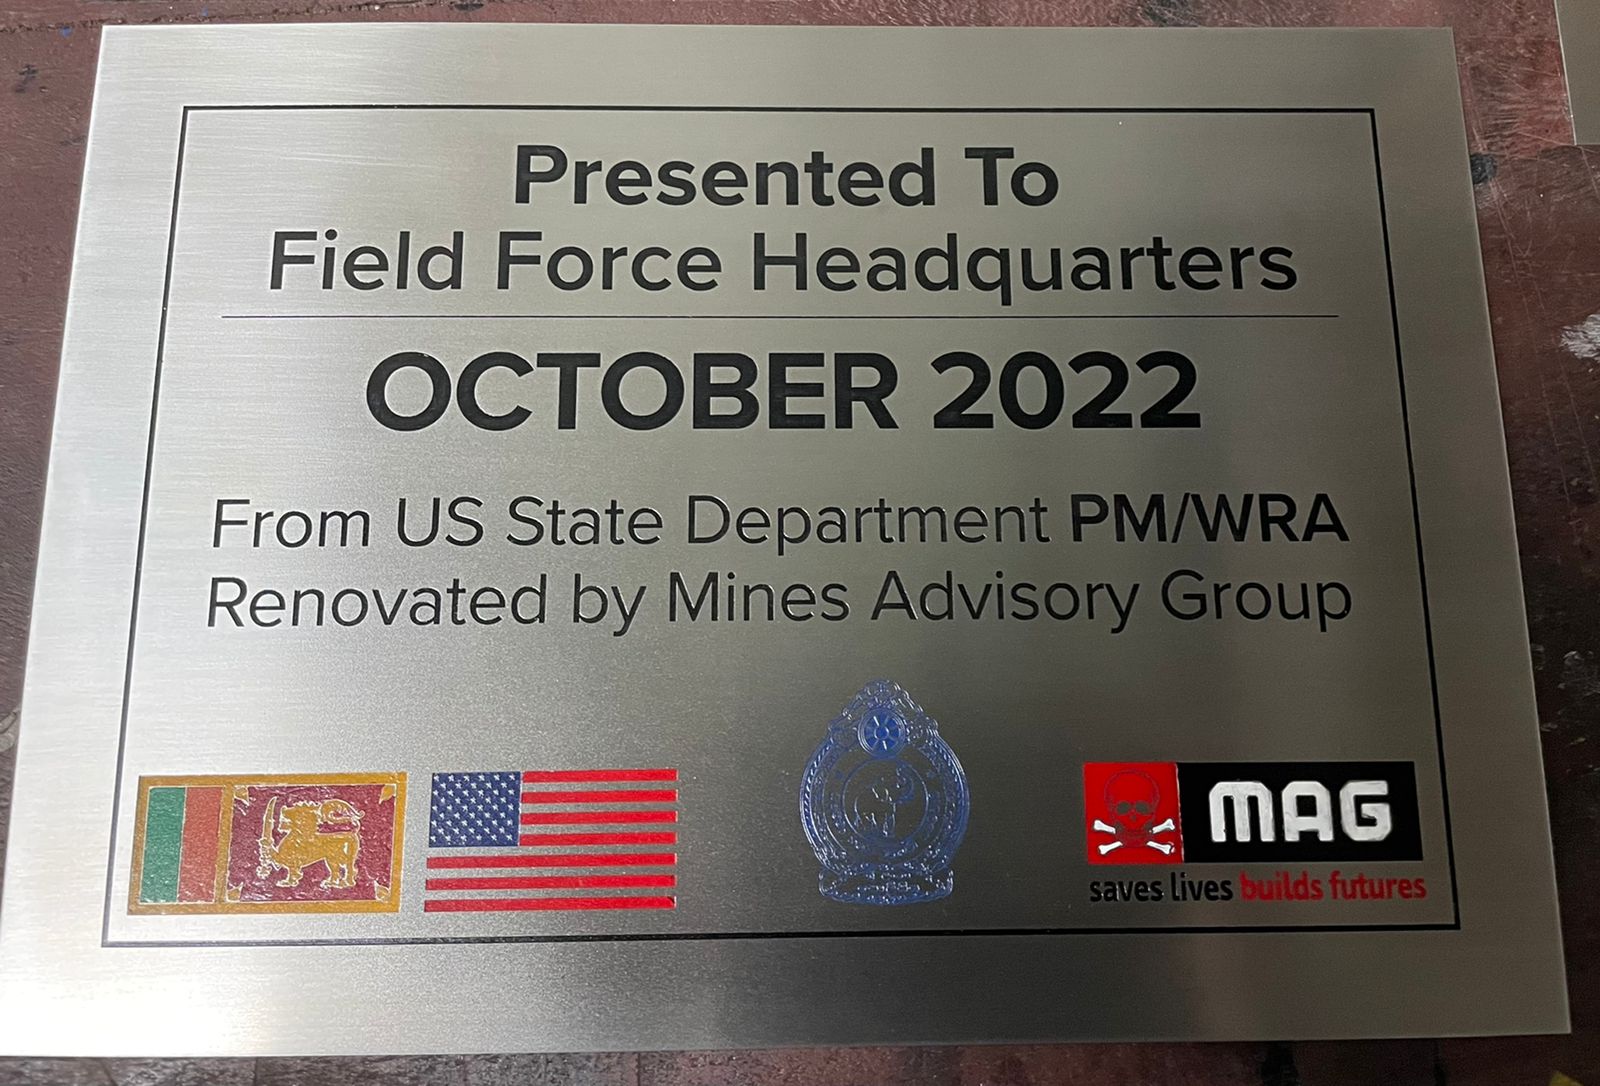 Presented To
Field Force Headquarters
OCTOBER 2022
From US State Department PM/WRA
Renovated by Mines Advisory Group
MAG
saves lives builds futures